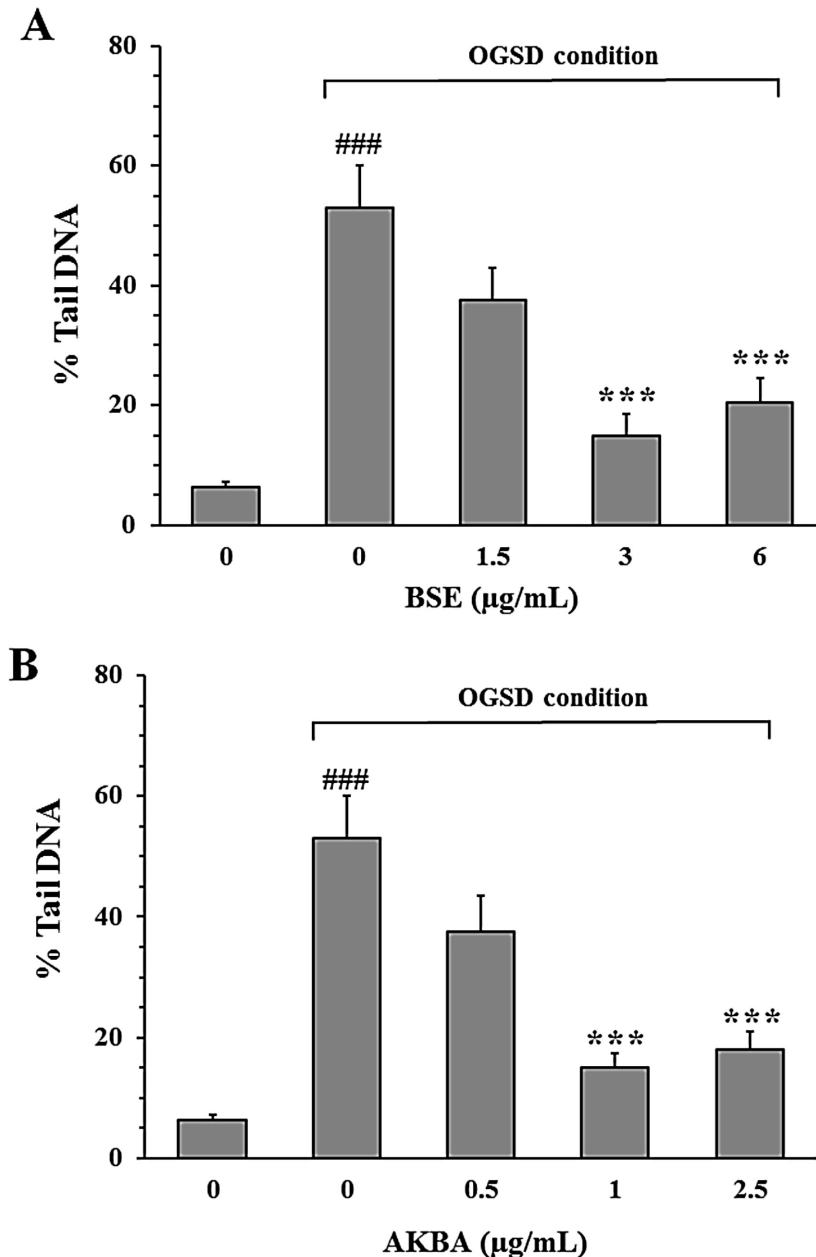 A
80
OGSD condition
###
60
% Tail DNA
40
***
***
20
0
0 0 1.5 3 6
BSE (µg/mL)
B
80
OGSD condition
###
60
% Tail DNA
40
***
***
20
0
0 0 0.5 1 2.5
AKBA (µg/mL)